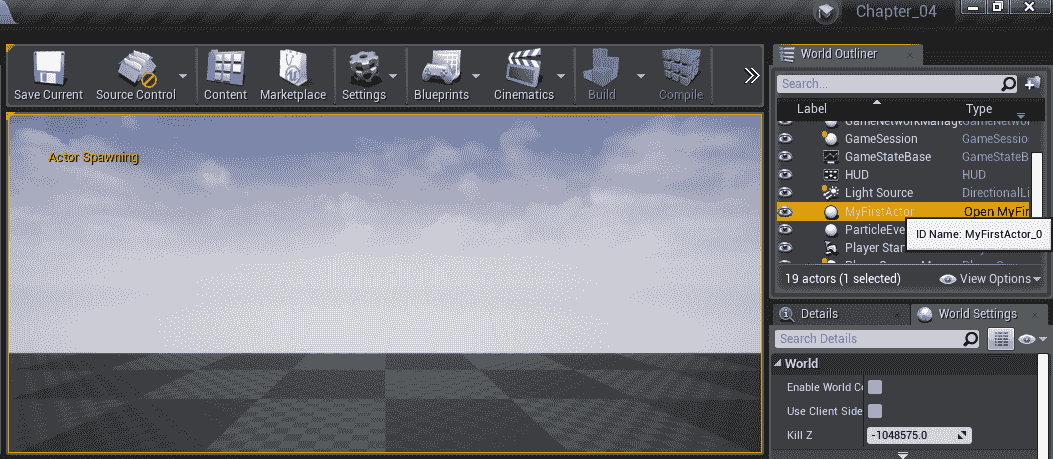 Chapter_04
Save Current
Source Control
Content
Marketplace
Settings
Blueprints
Cinematics
Build
Compile
Actor Spawning
World Outliner
Search...
Label
Type
GameNetworkManage GameNetwor
GameSession GameSessio
GameStateBase GameStateB
HUD HUD
Light Source DirectionalLi
MyFirstActor Open MyFir
ParticleEve
ID Name: MyFirstActor_0
Player Star
19 actors (1 selected)
View Options
Details
World Settings
Search Details
World
Enable World Co
Use Client Side
Kill Z -1048575.0